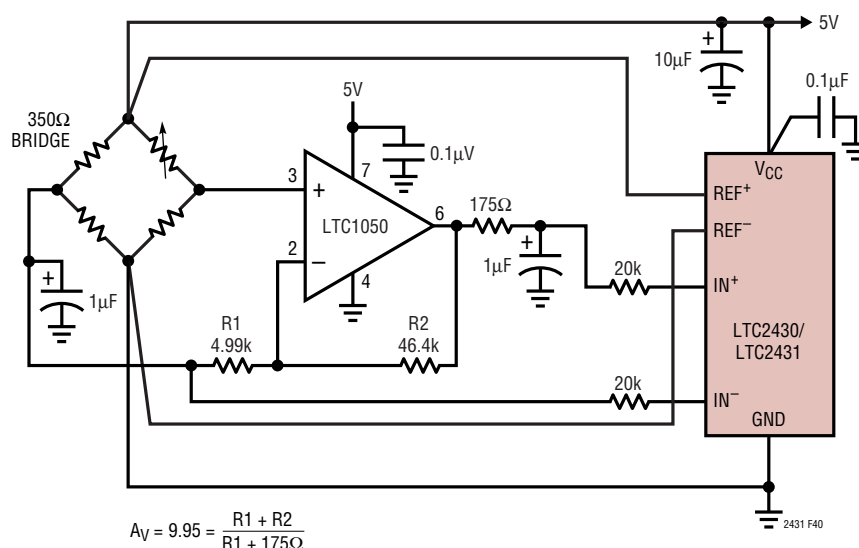 5V
10µF
0.1µF
350Ω
BRIDGE
5V
0.1µV
7
3
+
LTC1050
6
175Ω
2
−
4
+
1µF
+
1µF
R1
4.99k
R2
46.4k
20k
20k
VCC
REF+
REF−
IN+
LTC2430/
LTC2431
IN−
GND
+
2431 F40
AV = 9.95 = R1 + R2
R1 + 175Ω